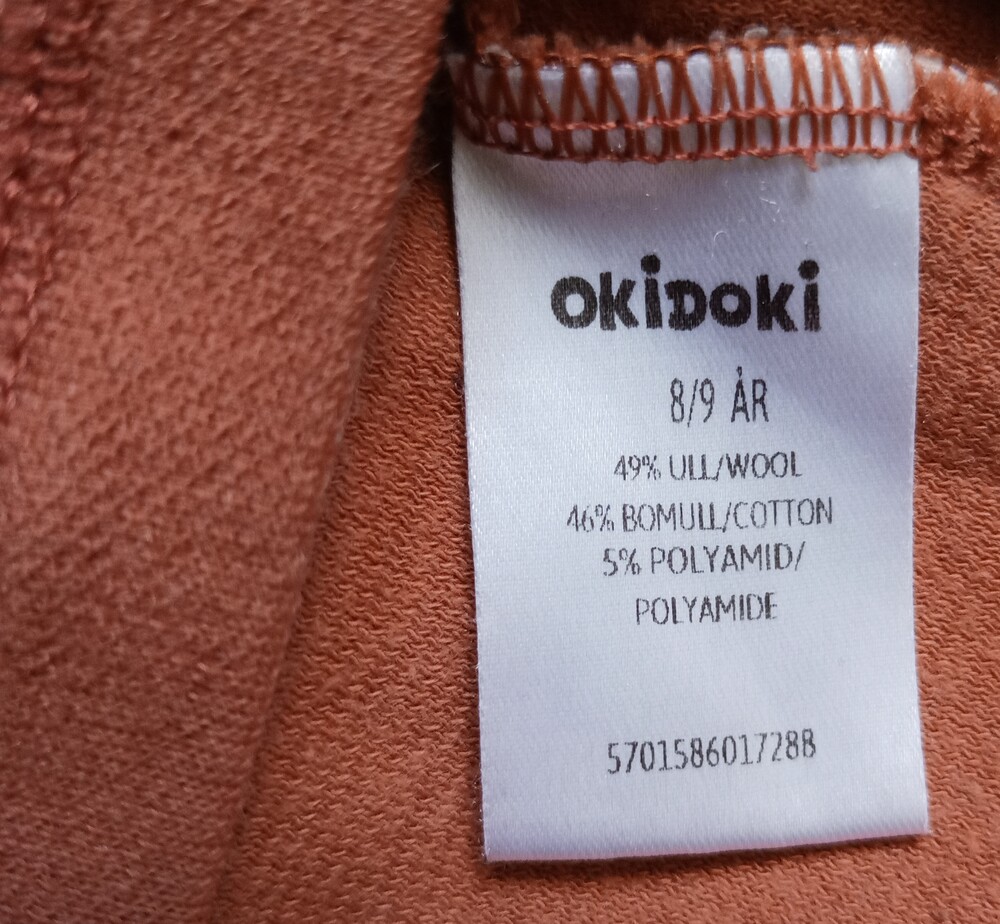 OKIDOKI
8/9 ÅR
49% ULL/WOOL
46% BOMULL/COTTON
5% POLYAMID/
POLYAMIDE
5701586017288